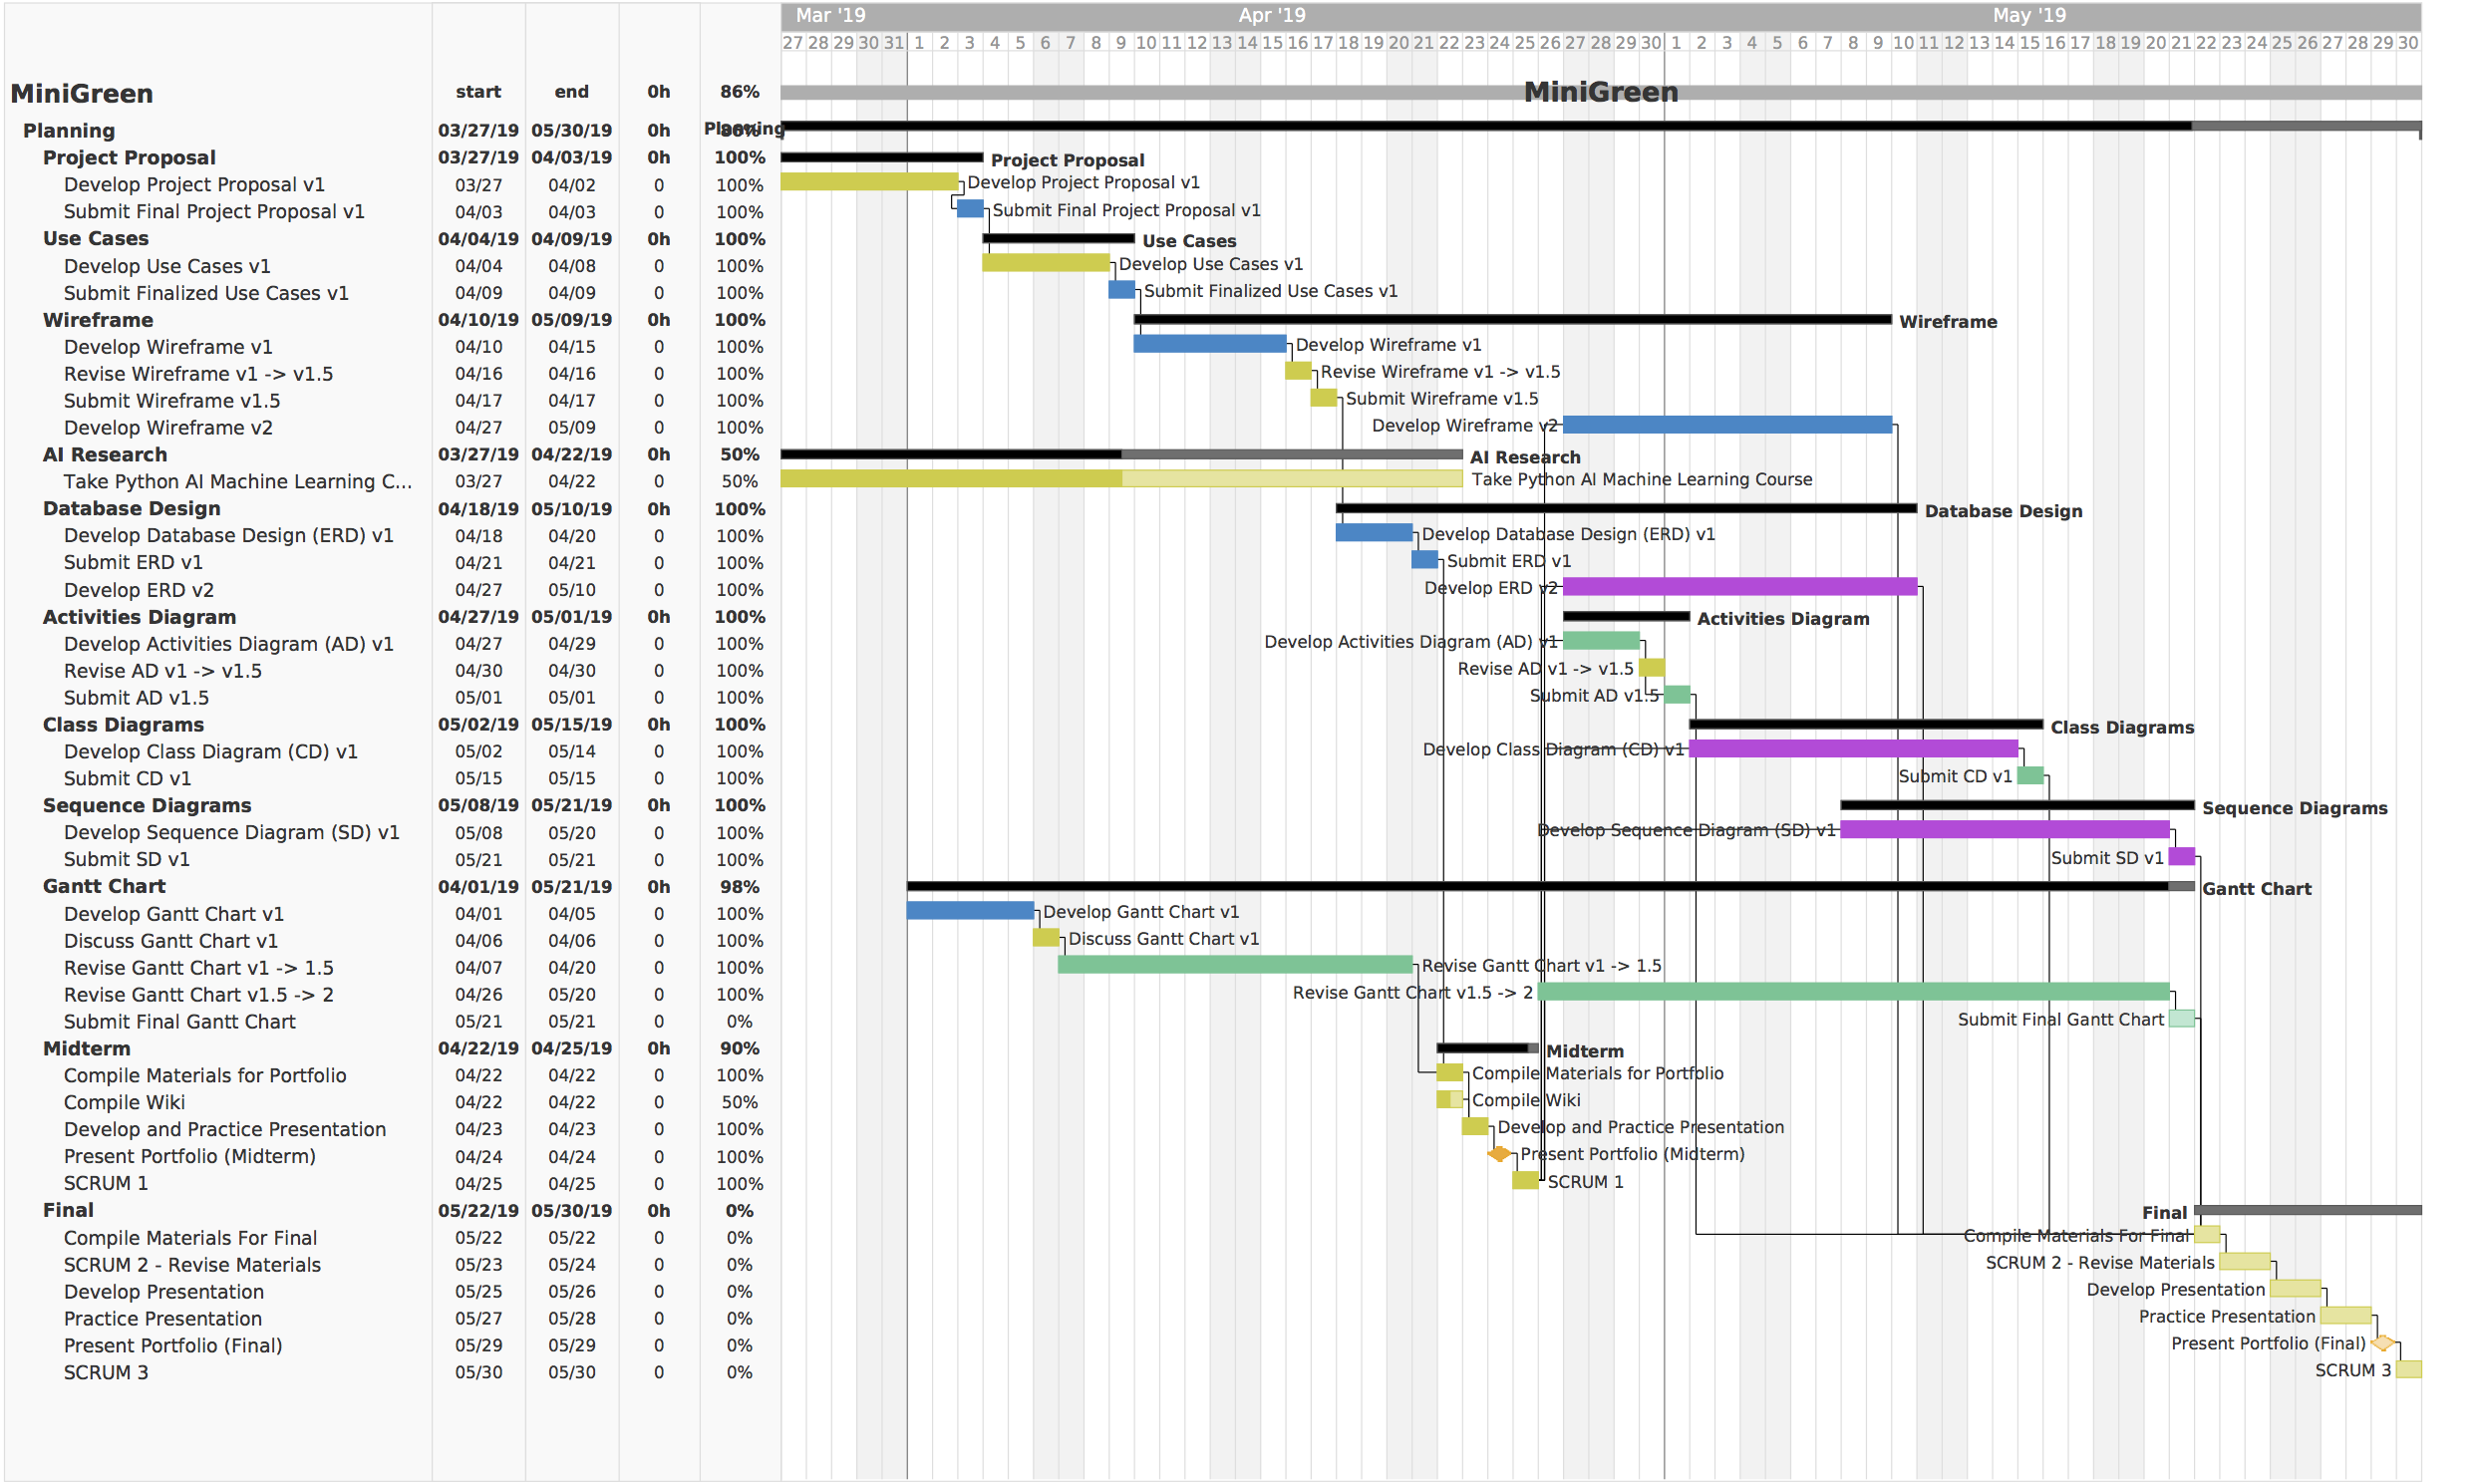 Mar '19 Apr '19 May '19
27 28 29 30 31 1 2 3 4 5 6 7 8 9 10 11 12 13 14 15 16 17 18 19 20 21 22 23 24 25 26 27 28 29 30 1 2 3 4 5 6 7 8 9 10 11 12 13 14 15 16 17 18 19 20 21 22 23 24 25 26 27 28 29 30
MiniGreen start end 0h 86% MiniGreen
Planning 03/27/19 05/30/19 0h 86% Planning
Project Proposal 03/27/19 04/03/19 0h 100% Project Proposal
Develop Project Proposal v1 03/27 04/02 0 100% Develop Project Proposal v1
Submit Final Project Proposal v1 04/03 04/03 0 100% Submit Final Project Proposal v1
Use Cases 04/04/19 04/09/19 0h 100% Use Cases
Develop Use Cases v1 04/04 04/08 0 100% Develop Use Cases v1
Submit Finalized Use Cases v1 04/09 04/09 0 100% Submit Finalized Use Cases v1
Wireframe 04/10/19 05/09/19 0h 100% Wireframe
Develop Wireframe v1 04/10 04/15 0 100% Develop Wireframe v1
Revise Wireframe v1 -> v1.5 04/16 04/16 0 100% Revise Wireframe v1 -> v1.5
Submit Wireframe v1.5 04/17 04/17 0 100% Submit Wireframe v1.5
Develop Wireframe v2 04/27 05/09 0 100% Develop Wireframe v2
AI Research 03/27/19 04/22/19 0h 50% AI Research
Take Python AI Machine Learning C... 03/27 04/22 0 50% Take Python AI Machine Learning Course
Database Design 04/18/19 05/10/19 0h 100% Database Design
Develop Database Design (ERD) v1 04/18 04/20 0 100% Develop Database Design (ERD) v1
Submit ERD v1 04/21 04/21 0 100% Submit ERD v1
Develop ERD v2 04/27 05/10 0 100% Develop ERD v2
Activities Diagram 04/27/19 05/01/19 0h 100% Activities Diagram
Develop Activities Diagram (AD) v1 04/27 04/29 0 100% Develop Activities Diagram (AD) v1
Revise AD v1 -> v1.5 04/30 04/30 0 100% Revise AD v1 -> v1.5
Submit AD v1.5 05/01 05/01 0 100% Submit AD v1.5
Class Diagrams 05/02/19 05/15/19 0h 100% Class Diagrams
Develop Class Diagram (CD) v1 05/02 05/14 0 100% Develop Class Diagram (CD) v1
Submit CD v1 05/15 05/15 0 100% Submit CD v1
Sequence Diagrams 05/08/19 05/21/19 0h 100% Sequence Diagrams
Develop Sequence Diagram (SD) v1 05/08 05/20 0 100% Develop Sequence Diagram (SD) v1
Submit SD v1 05/21 05/21 0 100% Submit SD v1
Gantt Chart 04/01/19 05/21/19 0h 98% Gantt Chart
Develop Gantt Chart v1 04/01 04/05 0 100% Develop Gantt Chart v1
Discuss Gantt Chart v1 04/06 04/06 0 100% Discuss Gantt Chart v1
Revise Gantt Chart v1 -> 1.5 04/07 04/20 0 100% Revise Gantt Chart v1 -> 1.5
Revise Gantt Chart v1.5 -> 2 04/26 05/20 0 100% Revise Gantt Chart v1.5 -> 2
Submit Final Gantt Chart 05/21 05/21 0 0% Submit Final Gantt Chart
Midterm 04/22/19 04/25/19 0h 90% Midterm
Compile Materials for Portfolio 04/22 04/22 0 100% Compile Materials for Portfolio
Compile Wiki 04/22 04/22 0 50% Compile Wiki
Develop and Practice Presentation 04/23 04/23 0 100% Develop and Practice Presentation
Present Portfolio (Midterm) 04/24 04/24 0 100% Present Portfolio (Midterm)
SCRUM 1 04/25 04/25 0 100% SCRUM 1
Final 05/22/19 05/30/19 0h 0% Final
Compile Materials For Final 05/22 05/22 0 0% Compile Materials For Final
SCRUM 2 - Revise Materials 05/23 05/24 0 0% SCRUM 2 - Revise Materials
Develop Presentation 05/25 05/26 0 0% Develop Presentation
Practice Presentation 05/27 05/28 0 0% Practice Presentation
Present Portfolio (Final) 05/29 05/29 0 0% Present Portfolio (Final)
SCRUM 3 05/30 05/30 0 0% SCRUM 3